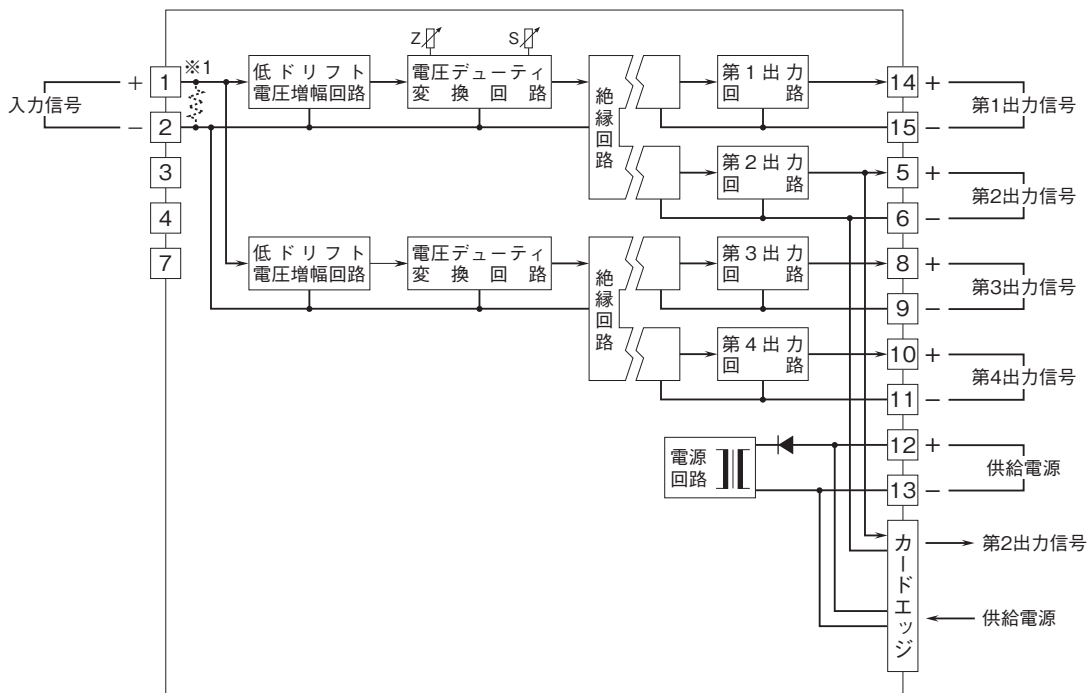 Z
S
※1
+
1
入力信号
−
2
3
4
7
低ドリフト
電圧増幅回路
電圧デューティ
変換回路
絶縁回路
第1出力
回路
14
+
第1出力信号
15
−
第2出力
回路
5
+
第2出力信号
6
−
低ドリフト
電圧増幅回路
電圧デューティ
変換回路
絶縁回路
第3出力
回路
8
+
第3出力信号
9
−
第4出力
回路
10
+
第4出力信号
11
−
電源
回路
12
+
供給電源
13
−
カードエッジ
第2出力信号
供給電源